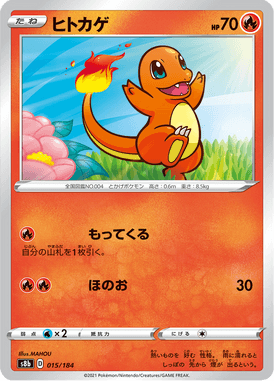 たね ヒトカゲ HP70
全国図鑑NO.004 とかげポケモン 高さ：0.6m 重さ：8.5kg
もってくる
自分の山札を1枚引く。
ほのお 30
弱点 ×2 抵抗力 にげる
Illus. MAHOU
s8b D 015/184
熱いものを 好む 性格。 雨に濡れると
しっぽの 先から 煙が 出るという。
©2021 Pokémon/Nintendo/Creatures/GAME FREAK.